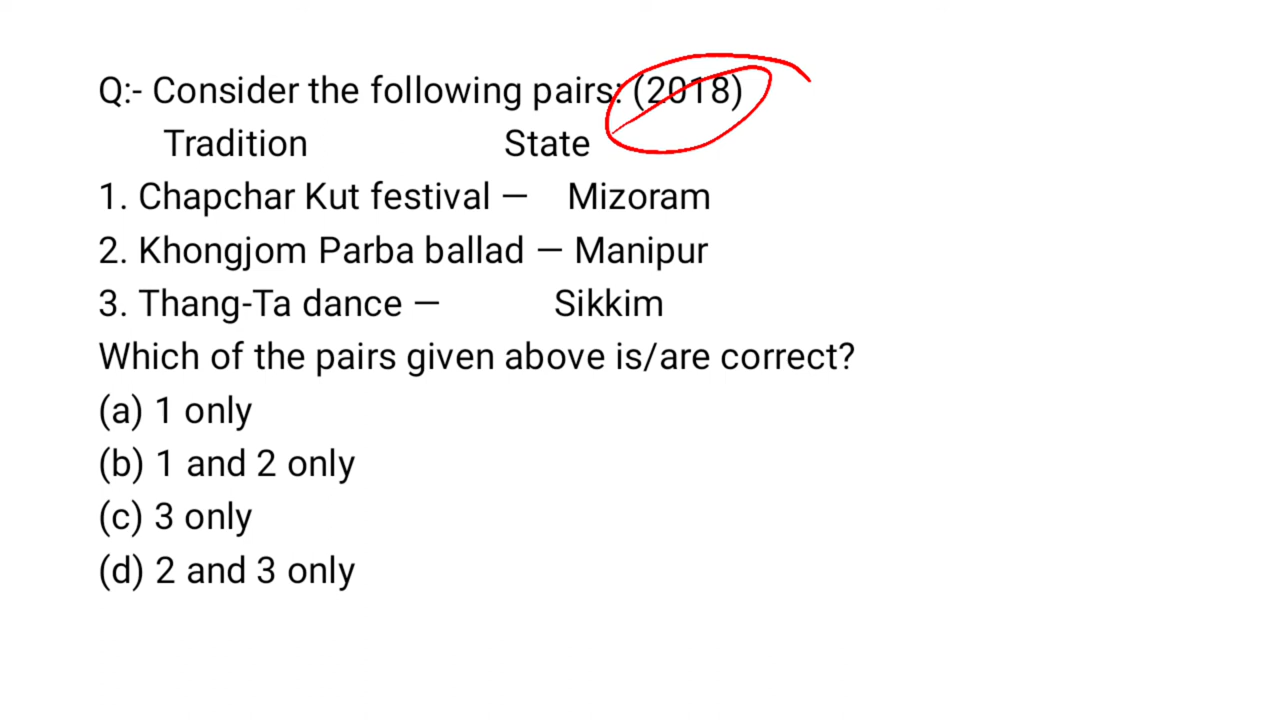 Q:- Consider the following pairs: (2018)
Tradition State
1. Chapchar Kut festival — Mizoram
2. Khongjom Parba ballad — Manipur
3. Thang-Ta dance — Sikkim
Which of the pairs given above is/are correct?
(a) 1 only
(b) 1 and 2 only
(c) 3 only
(d) 2 and 3 only